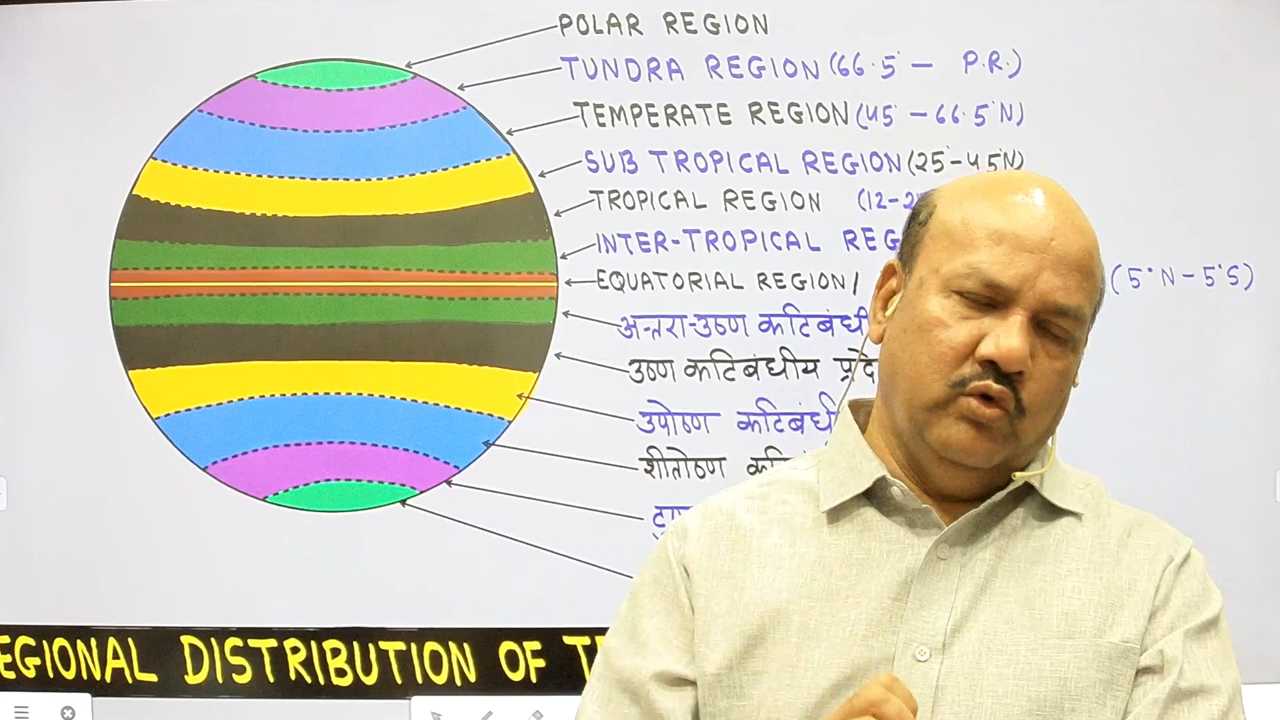 POLAR REGION
TUNDRA REGION (66.5° — P.R.)
TEMPERATE REGION (45° — 66.5°N)
SUB TROPICAL REGION (25° - 45°N)
TROPICAL REGION (12-2
INTER-TROPICAL REG
EQUATORIAL REGION/ (5°N - 5°S)
अन्तरा-उष्ण कटिबंधी
उष्ण कटिबंधीय प्रदे
उपोष्ण कटिबंधी
शीतोष्ण
EGIONAL DISTRIBUTION OF T